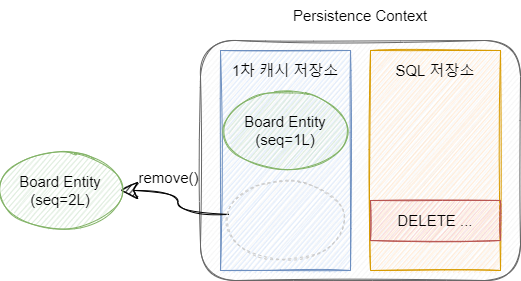 Persistence Context
1차 캐시 저장소
SQL 저장소
Board Entity
(seq=1L)
remove()
Board Entity
(seq=2L)
DELETE ...